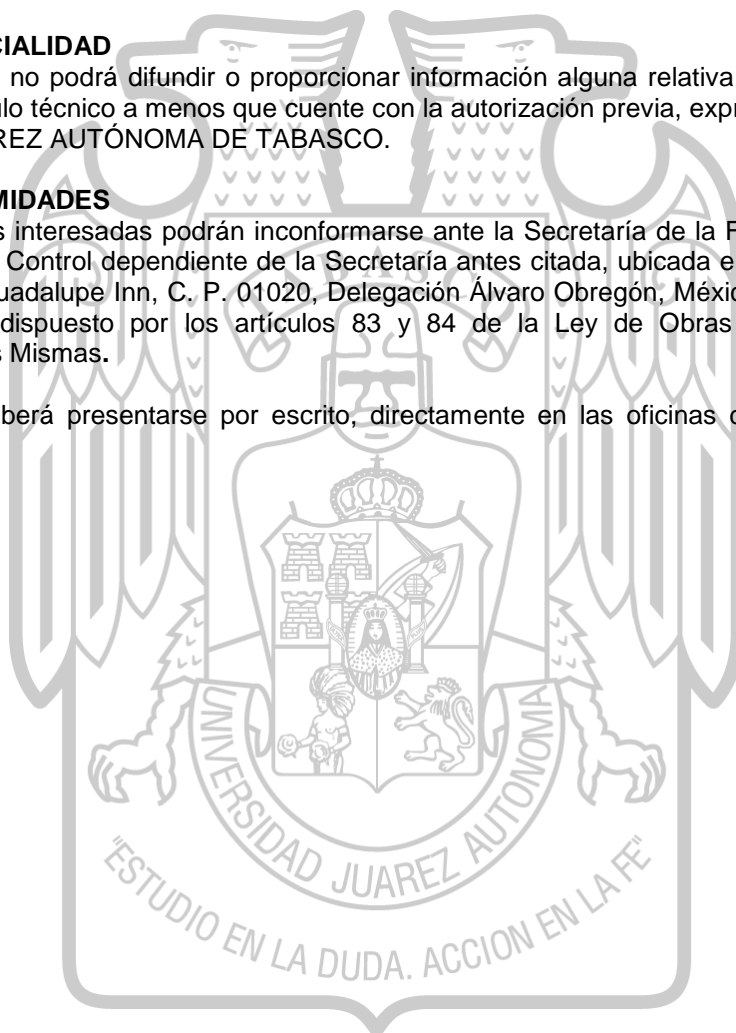 CIALIDAD
no podrá difundir o proporcionar información alguna relativa
ulo técnico a menos que cuente con la autorización previa, expr
REZ AUTÓNOMA DE TABASCO.
MIDADES
s interesadas podrán inconformarse ante la Secretaría de la F
Control dependiente de la Secretaría antes citada, ubicada e
uadalupe Inn, C. P. 01020, Delegación Álvaro Obregón, Méxic
dispuesto por los artículos 83 y 84 de la Ley de Obras
s Mismas.
berá presentarse por escrito, directamente en las oficinas
TABASCO
UNIVERSIDAD JUAREZ AUTONOMA
"ESTUDIO EN LA DUDA. ACCION EN LA FE"